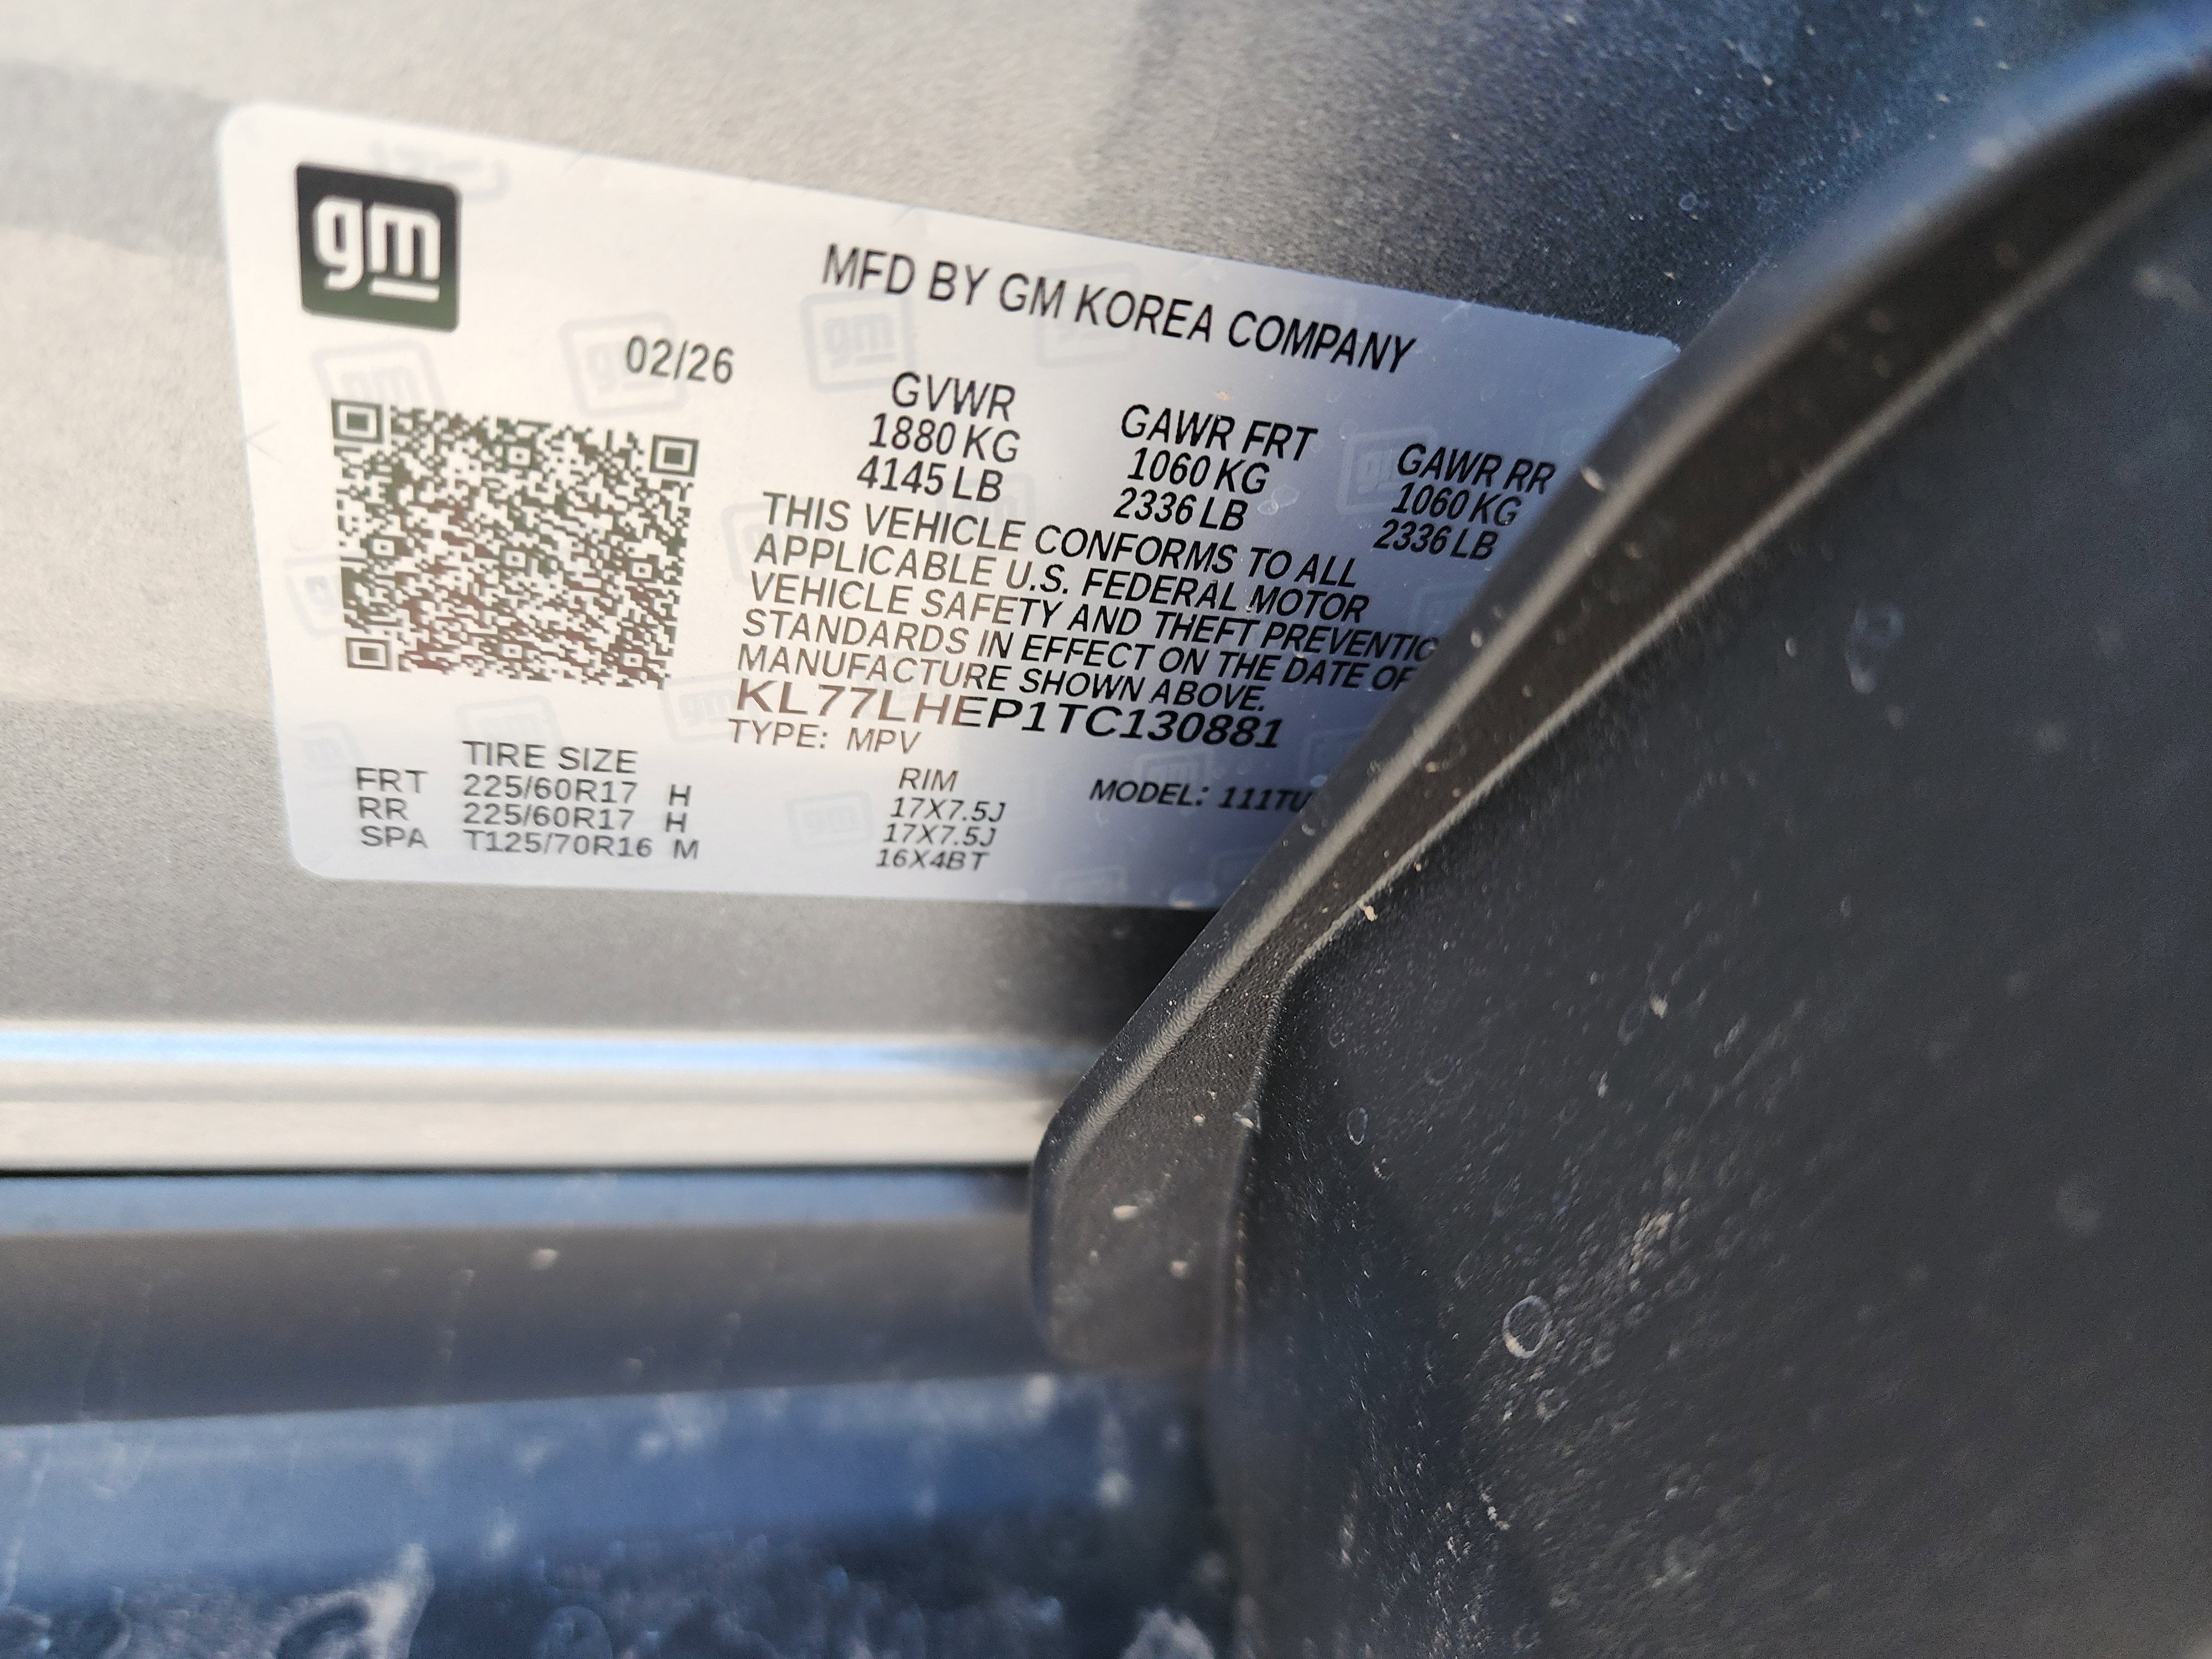 gm
MFD BY GM KOREA COMPANY
02/26
GVWR GAWR FRT GAWR RR
1880 KG 1060 KG 1060 KG
4145 LB 2336 LB 2336 LB
THIS VEHICLE CONFORMS TO ALL
APPLICABLE U.S. FEDERAL MOTOR
VEHICLE SAFETY AND THEFT
STANDARDS IN EFFECT ON THE DATE OF
MANUFACTURE SHOWN ABOVE.
KL77LHEP1TC130881
TYPE: MPV
TIRE SIZE RIM MODEL:
FRT 225/60R17 H 17X7.5J
RR 225/60R17 H 17X7.5J
SPA T125/70R16 M 16X4BT